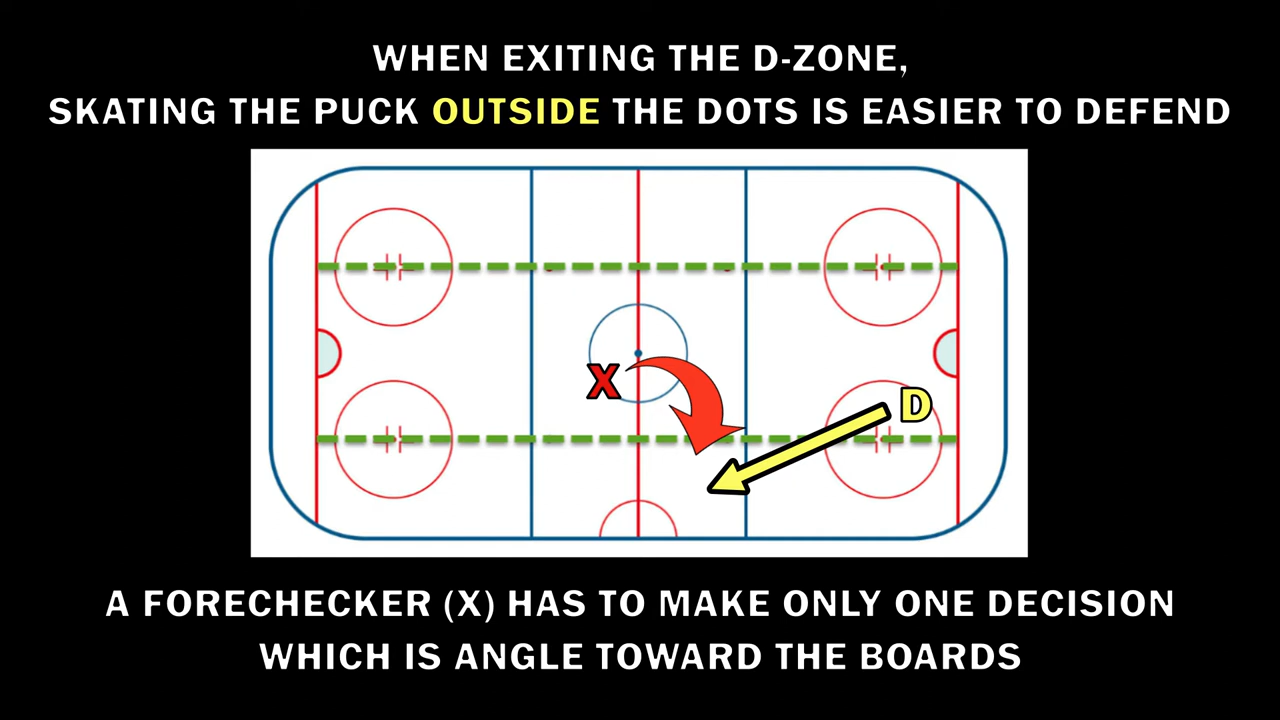 WHEN EXITING THE D-ZONE,
SKATING THE PUCK OUTSIDE THE DOTS IS EASIER TO DEFEND
X
D
A FORECHECKER (X) HAS TO MAKE ONLY ONE DECISION
WHICH IS ANGLE TOWARD THE BOARDS